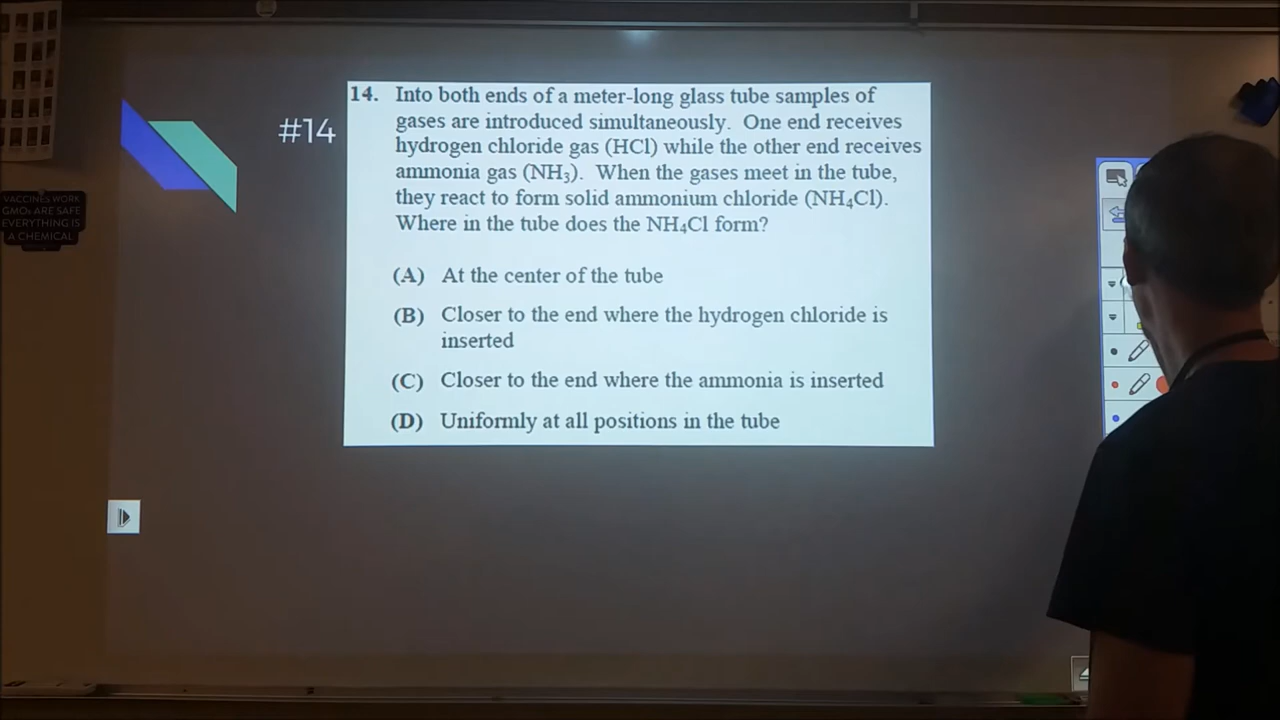 #14
14. Into both ends of a meter-long glass tube samples of
gases are introduced simultaneously. One end receives
hydrogen chloride gas (HCl) while the other end receives
ammonia gas (NH₃). When the gases meet in the tube,
they react to form solid ammonium chloride (NH₄Cl).
Where in the tube does the NH₄Cl form?
(A) At the center of the tube
(B) Closer to the end where the hydrogen chloride is
inserted
(C) Closer to the end where the ammonia is inserted
(D) Uniformly at all positions in the tube
VACCINES WORK
GMOs ARE SAFE
EVERYTHING IS
A CHEMICAL